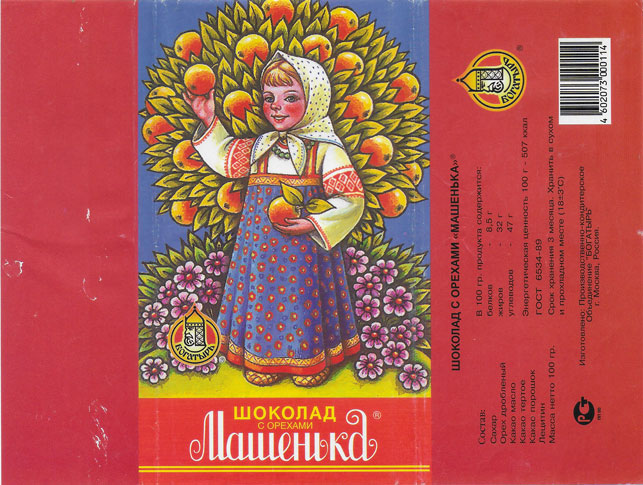 БОГАТЫРЬ
ШОКОЛАД
С ОРЕХАМИ
Машенька®
БОГАТЫРЬ ®
4 602073 000114
ШОКОЛАД С ОРЕХАМИ «МАШЕНЬКА»®
В 100 гр. продукта содержится:
белков - 8,5 г
жиров - 32 г
углеводов - 47 г
Энергетическая ценность 100 г - 507 ккал
ГОСТ 6534-89
Срок хранения 3 месяца. Хранить в сухом
и прохладном месте (18±3°С)
Изготовлено: Производственно-кондитерское
Объединение "БОГАТЫРЬ"
г. Москва, Россия.
Состав:
Сахар
Орех дробленый
Какао масло
Какао тертое
Какао порошок
Лецитин
Масса нетто 100 гр.